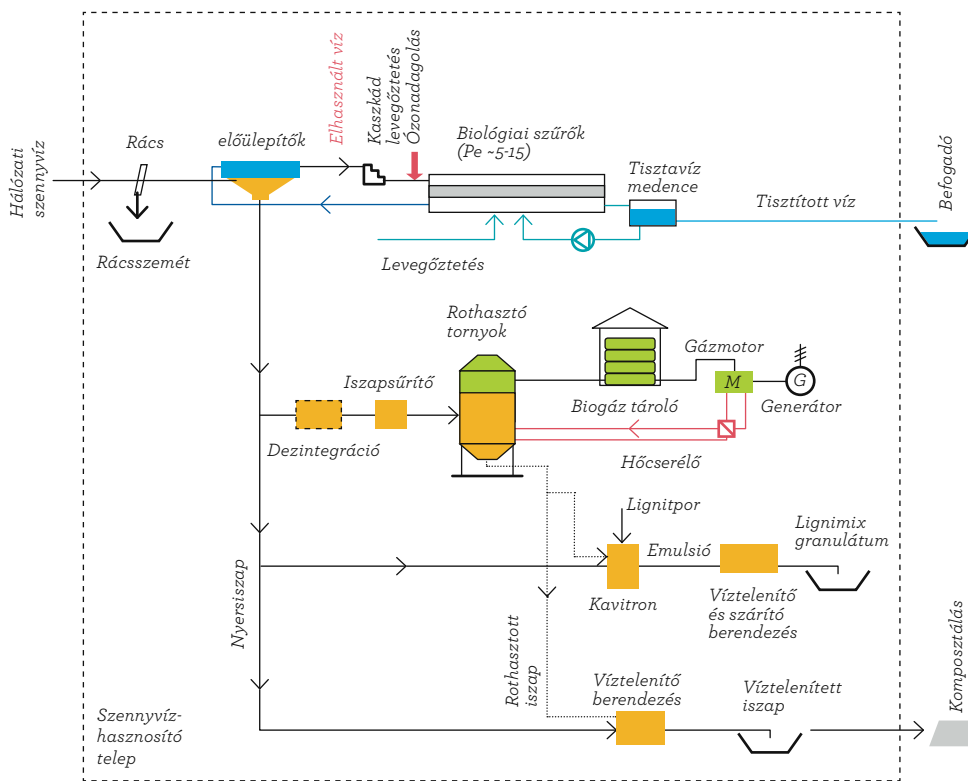 Hálózati
szennyvíz
Rács
Rácsszemét
előülepítők
Elhasznált víz
Kaszkád
levegőztetés
Ózonadagolás
Biológiai szűrők
(Pe ~5-15)
Tisztavíz
medence
Tisztított víz
Befogadó
Levegőztetés
Rothasztó
tornyok
Gázmotor
M
G
Generátor
Biogáz tároló
Iszapsűrítő
Dezintegráció
Hőcserélő
Lignitpor
Emulsió
Lignimix
granulátum
Kavitron
Víztelenítő
és szárító
berendezés
Nyersiszap
Rothasztott
iszap
Víztelenítő
berendezés
Víztelenített
iszap
Komposztálás
Szennyvíz-
hasznosító
telep